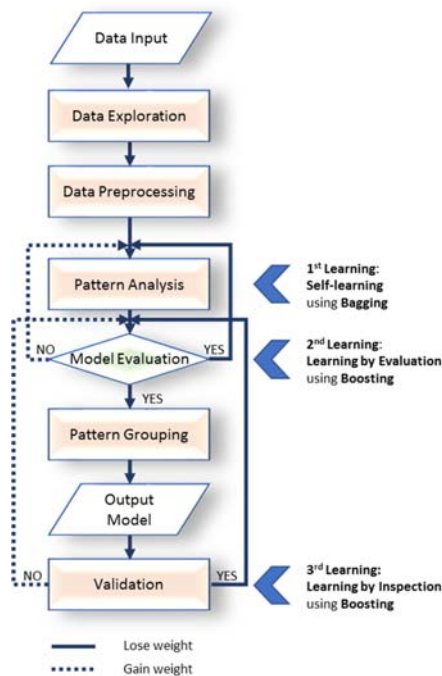 Data Input
Data Exploration
Data Preprocessing
Pattern Analysis
1st Learning:
Self-learning
using Bagging
NO
Model Evaluation
YES
2nd Learning:
Learning by Evaluation
using Boosting
YES
Pattern Grouping
Output
Model
NO
Validation
YES
3rd Learning:
Learning by Inspection
using Boosting
Lose weight
Gain weight